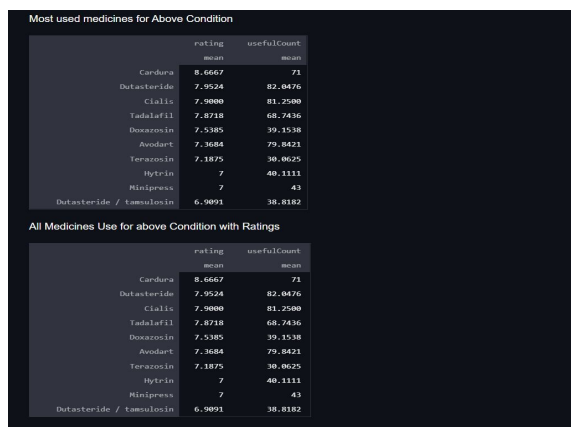 Most used medicines for Above Condition
rating usefulCount
mean mean
Cardura 8.6667 71
Dutasteride 7.9524 82.0476
Cialis 7.9000 81.2500
Tadalafil 7.8718 68.7436
Doxazosin 7.5385 39.1538
Avodart 7.3684 79.8421
Terazosin 7.1875 30.0625
Hytrin 7 40.1111
Minipress 7 43
Dutasteride / tamsulosin 6.9091 38.8182
All Medicines Use for above Condition with Ratings
rating usefulCount
mean mean
Cardura 8.6667 71
Dutasteride 7.9524 82.0476
Cialis 7.9000 81.2500
Tadalafil 7.8718 68.7436
Doxazosin 7.5385 39.1538
Avodart 7.3684 79.8421
Terazosin 7.1875 30.0625
Hytrin 7 40.1111
Minipress 7 43
Dutasteride / tamsulosin 6.9091 38.8182